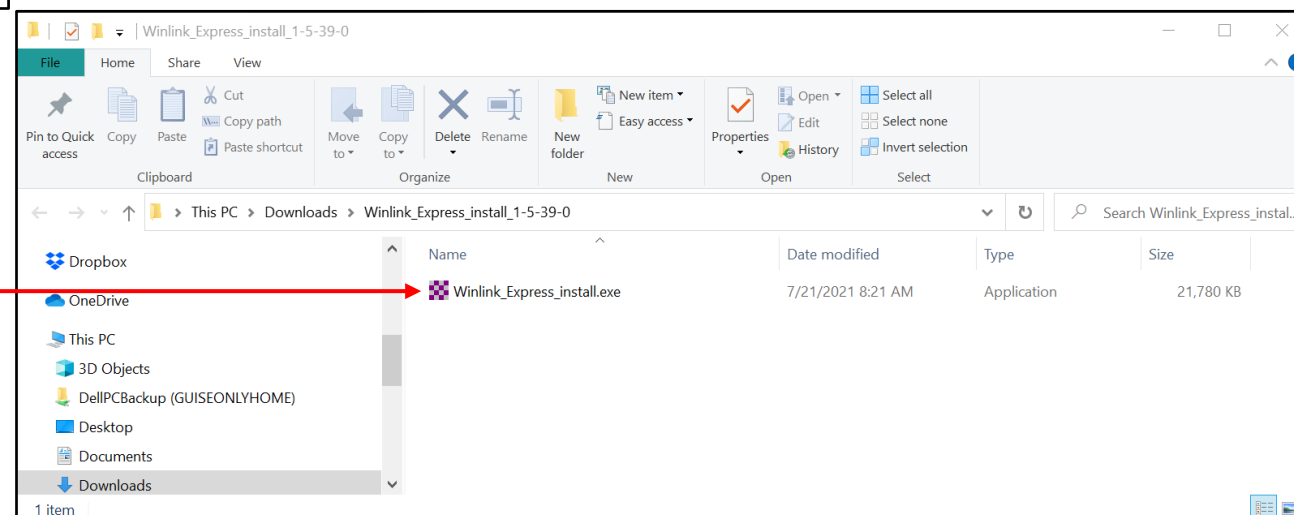 Winlink_Express_install_1-5-39-0
File Home Share View
Pin to Quick access
Copy
Paste
Cut
Copy path
Paste shortcut
Clipboard
Move to
Copy to
Delete
Rename
Organize
New folder
New item
Easy access
New
Properties
Open
Edit
History
Open
Select all
Select none
Invert selection
Select
This PC > Downloads > Winlink_Express_install_1-5-39-0
Search Winlink_Express_instal..
Name Date modified Type Size
Winlink_Express_install.exe 7/21/2021 8:21 AM Application 21,780 KB
Dropbox
OneDrive
This PC
3D Objects
DellPCBackup (GUISEONLYHOME)
Desktop
Documents
Downloads
1 item